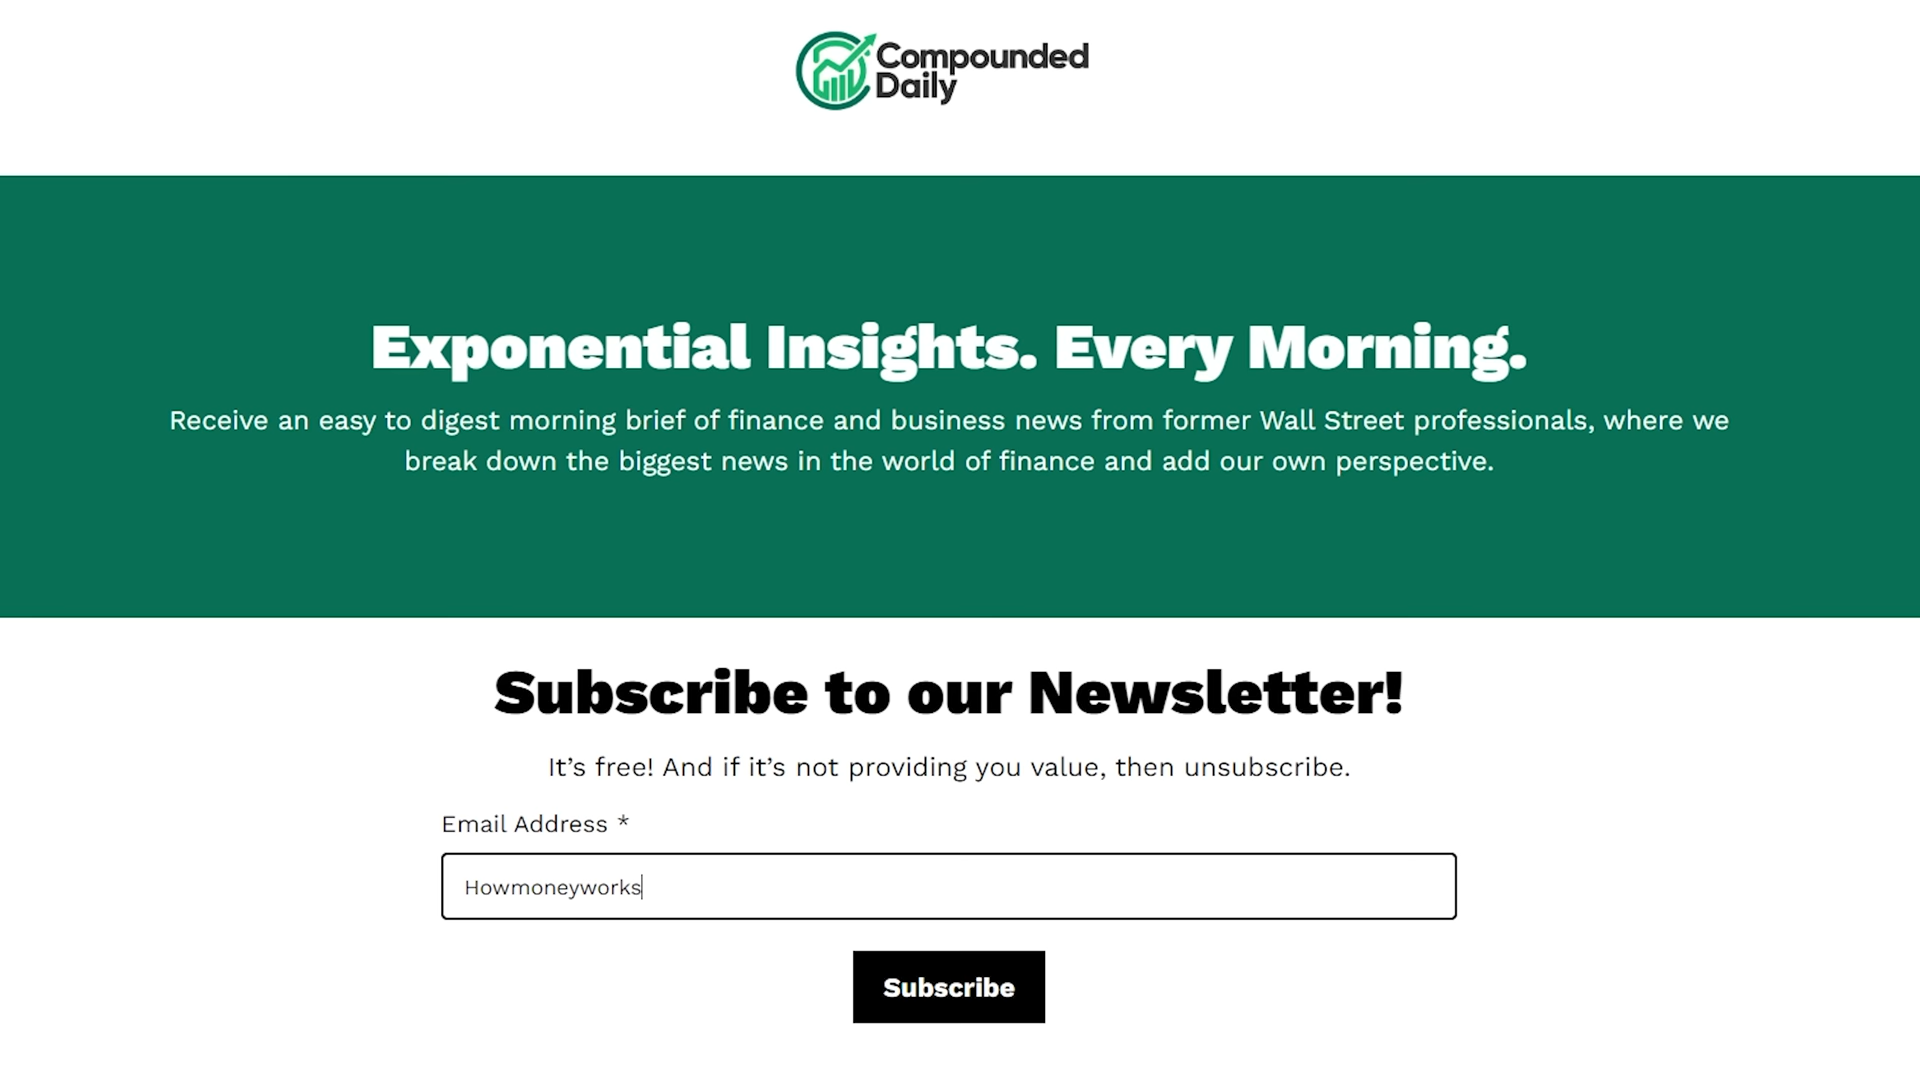 Compounded
Daily
Exponential Insights. Every Morning.
Receive an easy to digest morning brief of finance and business news from former Wall Street professionals, where we
break down the biggest news in the world of finance and add our own perspective.
Subscribe to our Newsletter!
It’s free! And if it’s not providing you value, then unsubscribe.
Email Address *
Howmoneyworks
Subscribe